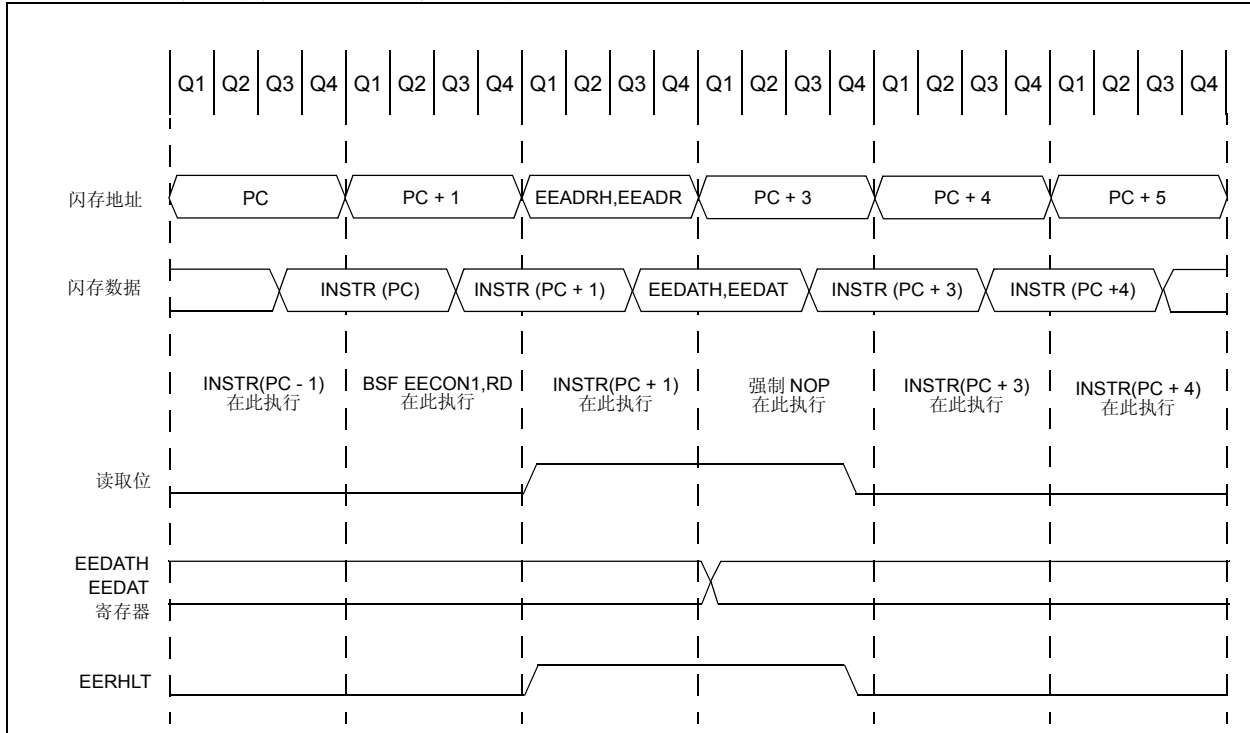 Q1 Q2 Q3 Q4 Q1 Q2 Q3 Q4 Q1 Q2 Q3 Q4 Q1 Q2 Q3 Q4 Q1 Q2 Q3 Q4 Q1 Q2 Q3 Q4
闪存地址 PC PC + 1 EEADRH,EEADR PC + 3 PC + 4 PC + 5
闪存数据 INSTR (PC) INSTR (PC + 1) EEDATH,EEDAT INSTR (PC + 3) INSTR (PC +4)
INSTR(PC - 1) BSF EECON1,RD INSTR(PC + 1) 强制 NOP INSTR(PC + 3) INSTR(PC + 4)
在此执行 在此执行 在此执行 在此执行 在此执行 在此执行
读取位
EEDATH
EEDAT
寄存器
EERHLT